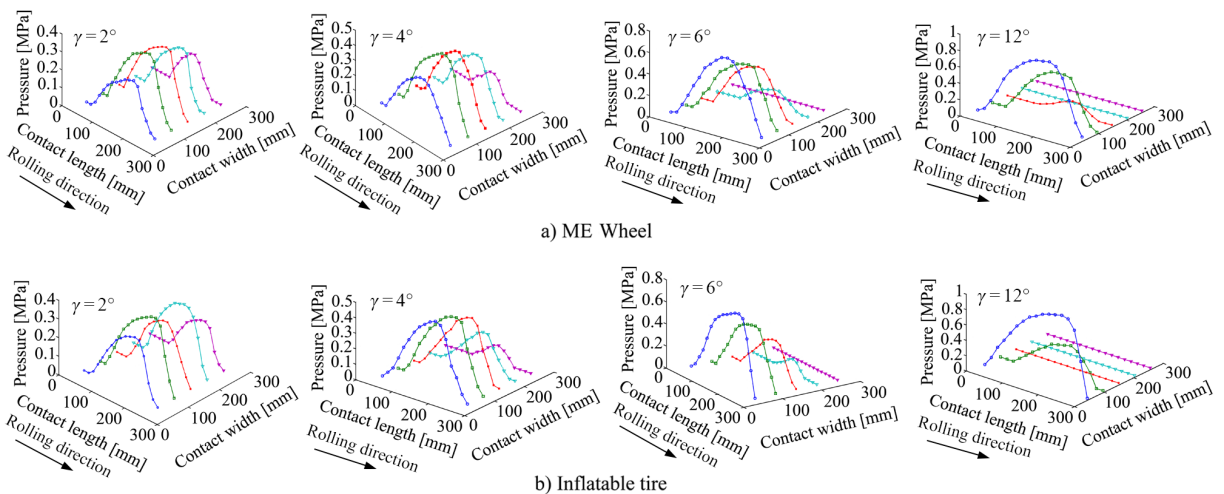 Pressure [MPa]
0.4
0.3
0.2
0.1
0
γ = 2°
100
200
300
0
100
200
300
Contact length [mm]
Contact width [mm]
Rolling direction
Pressure [MPa]
0.5
0.4
0.3
0.2
0.1
0
γ = 4°
100
200
300
0
100
200
300
Contact length [mm]
Contact width [mm]
Rolling direction
Pressure [MPa]
0.8
0.6
0.4
0.2
0
γ = 6°
0
100
200
300
0
100
200
300
Contact length [mm]
Contact width [mm]
Rolling direction
Pressure [MPa]
1
0.8
0.6
0.4
0.2
0
γ = 12°
0
100
200
300
0
100
200
300
Contact length [mm]
Contact width [mm]
Rolling direction
a) ME Wheel
Pressure [MPa]
0.4
0.3
0.2
0.1
0
γ = 2°
0
100
200
300
0
100
200
300
Contact length [mm]
Contact width [mm]
Rolling direction
Pressure [MPa]
0.5
0.4
0.3
0.2
0.1
0
γ = 4°
0
100
200
300
0
100
200
300
Contact length [mm]
Contact width [mm]
Rolling direction
Pressure [MPa]
0.8
0.6
0.4
0.2
0
γ = 6°
0
100
200
300
0
100
200
300
Contact length [mm]
Contact width [mm]
Rolling direction
Pressure [MPa]
1
0.8
0.6
0.4
0.2
0
γ = 12°
0
100
200
300
0
100
200
300
Contact length [mm]
Contact width [mm]
Rolling direction
b) Inflatable tire